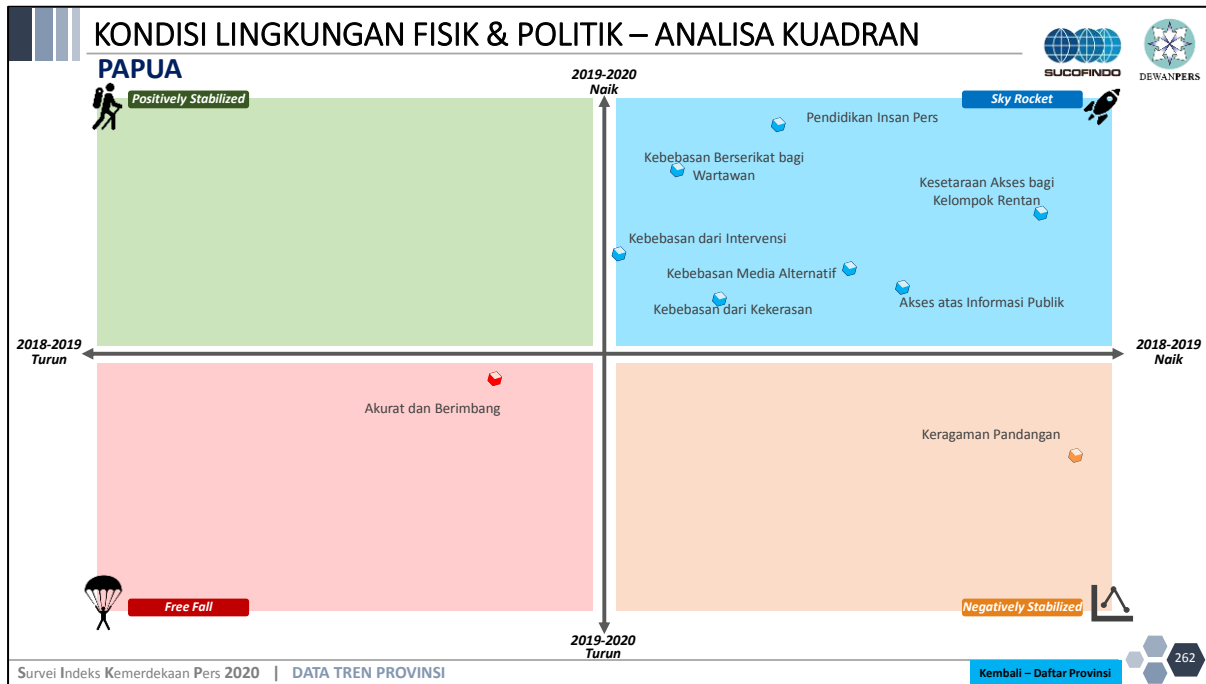 KONDISI LINGKUNGAN FISIK & POLITIK – ANALISA KUADRAN
PAPUA
SUCOFINDO
DEWANPERS
2019-2020
Naik
Positively Stabilized
Sky Rocket
Pendidikan Insan Pers
Kebebasan Berserikat bagi
Wartawan
Kesetaraan Akses bagi
Kelompok Rentan
Kebebasan dari Intervensi
Kebebasan Media Alternatif
Kebebasan dari Kekerasan
Akses atas Informasi Publik
2018-2019
Turun
2018-2019
Naik
Akurat dan Berimbang
Keragaman Pandangan
Free Fall
Negatively Stabilized
2019-2020
Turun
Survei Indeks Kemerdekaan Pers 2020 | DATA TREN PROVINSI
Kembali – Daftar Provinsi
262